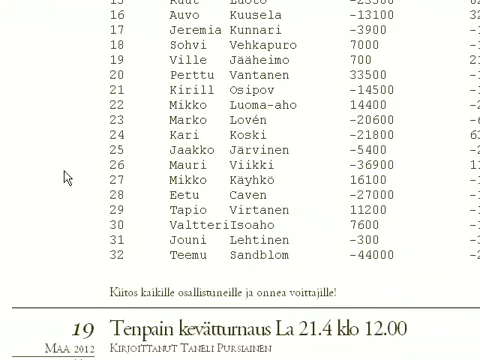 16 Auvo Kuusela -13100
17 Jeremia Kunnari -3900
18 Sohvi Vehkapuro 7000
19 Ville Jääheimo 700
20 Perttu Vantanen 33500
21 Kirill Osipov -14500
22 Mikko Luoma-aho 14400
23 Marko Lovén -20600
24 Kari Koski -21800
25 Jaakko Järvinen -5400
26 Mauri Viikki -36900
27 Mikko Käyhkö 16100
28 Eetu Caven -27000
29 Tapio Virtanen 11200
30 ValtteriIsoaho 7600
31 Jouni Lehtinen -300
32 Teemu Sandblom -44000
Kiitos kaikille osallistuneille ja onnea voittajille!
19 Tenpain kevätturnaus La 21.4 klo 12.00
MAA 2012 KIRJOITTANUT TANELI PURSIAINEN